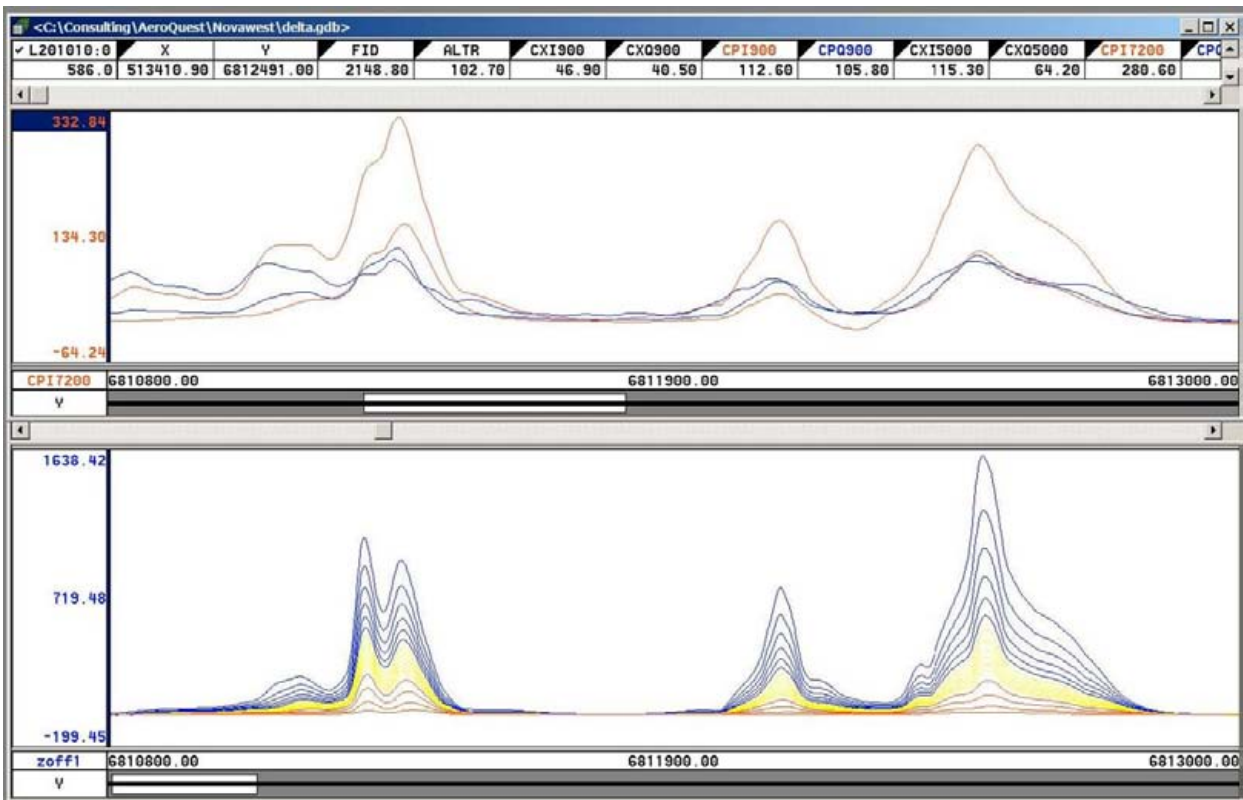 <C:\Consulting\AeroQuest\Novawest\delta.gdb>
L201010:0 X Y FID ALTR CXI900 CXQ900 CPI900 CPQ900 CXI5000 CXQ5000 CPI7200 CPQ
586.0 513410.90 6812491.00 2148.80 102.70 46.90 40.50 112.60 105.80 115.30 64.20 280.60
332.84
134.30
-64.24
CPI7200 6810800.00 6811900.00 6813000.00
Y
1638.42
719.48
-199.45
zoff1 6810800.00 6811900.00 6813000.00
Y